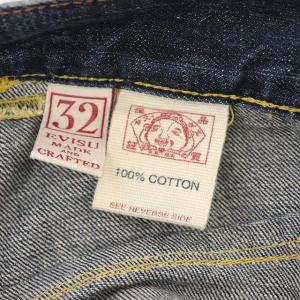 32
EVISU
MADE
AND
CRAFTED
100% COTTON
SEE REVERSE SIDE